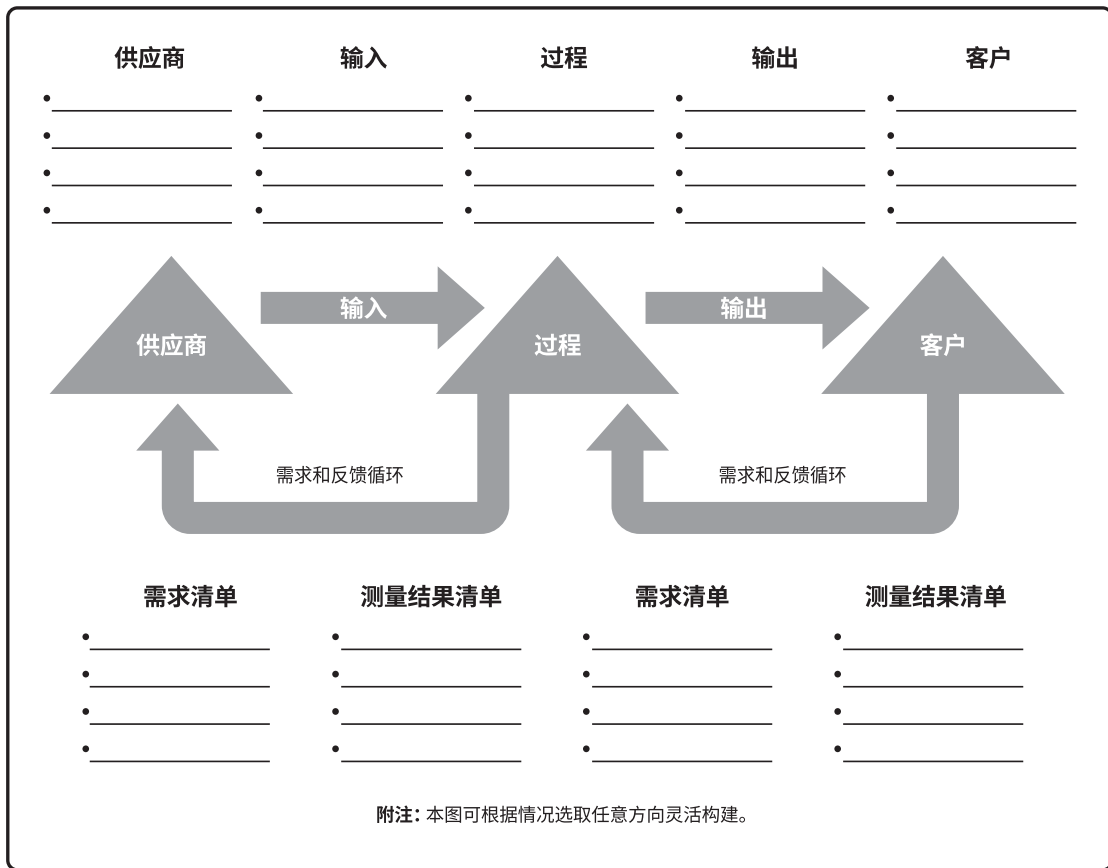 供应商 输入 过程 输出 客户
输入 输出
供应商 过程 客户
需求和反馈循环 需求和反馈循环
需求清单 测量结果清单 需求清单 测量结果清单
附注：本图可根据情况选取任意方向灵活构建。